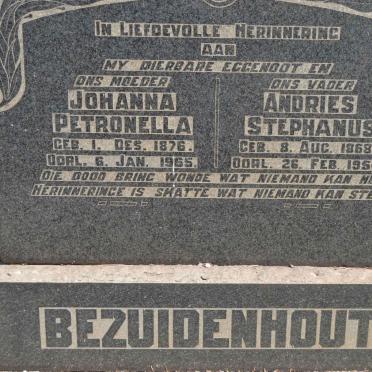 IN LIEFDEVOLLE HERINNERING
AAN
MY DIERBARE EGGENOOT EN
ONS MOEDER
JOHANNA
PETRONELLA
GEB. 1. DES. 1876.
OORL. 6. JAN. 1965.
ONS VADER
ANDRIES
STEPHANUS
GEB. 8. AUG. 1868
OORL. 26 FEB. 195
DIE DOOD BRING WONDE WAT NIEMAND KAN
HERINNERINGE IS SKATTE WAT NIEMAND KAN
BEZUIDENHOUT